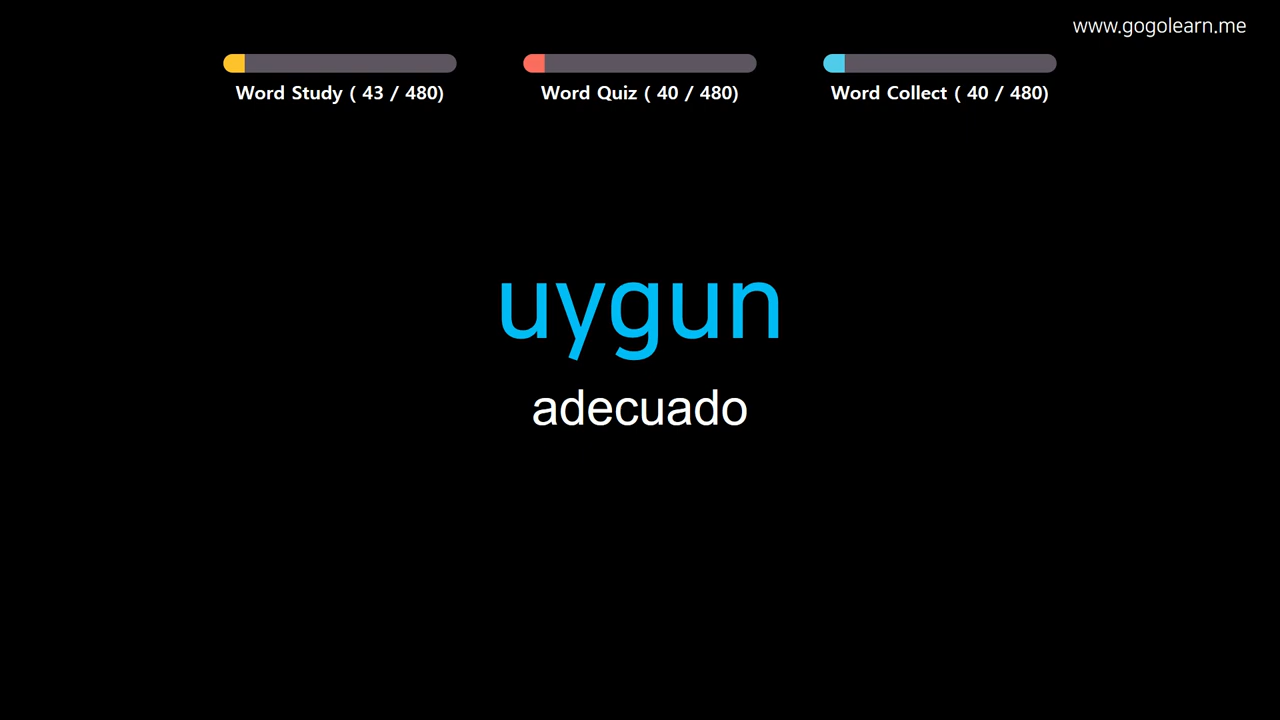 www.gogolearn.me
Word Study ( 43 / 480)
Word Quiz ( 40 / 480)
Word Collect ( 40 / 480)
uygun
adecuado